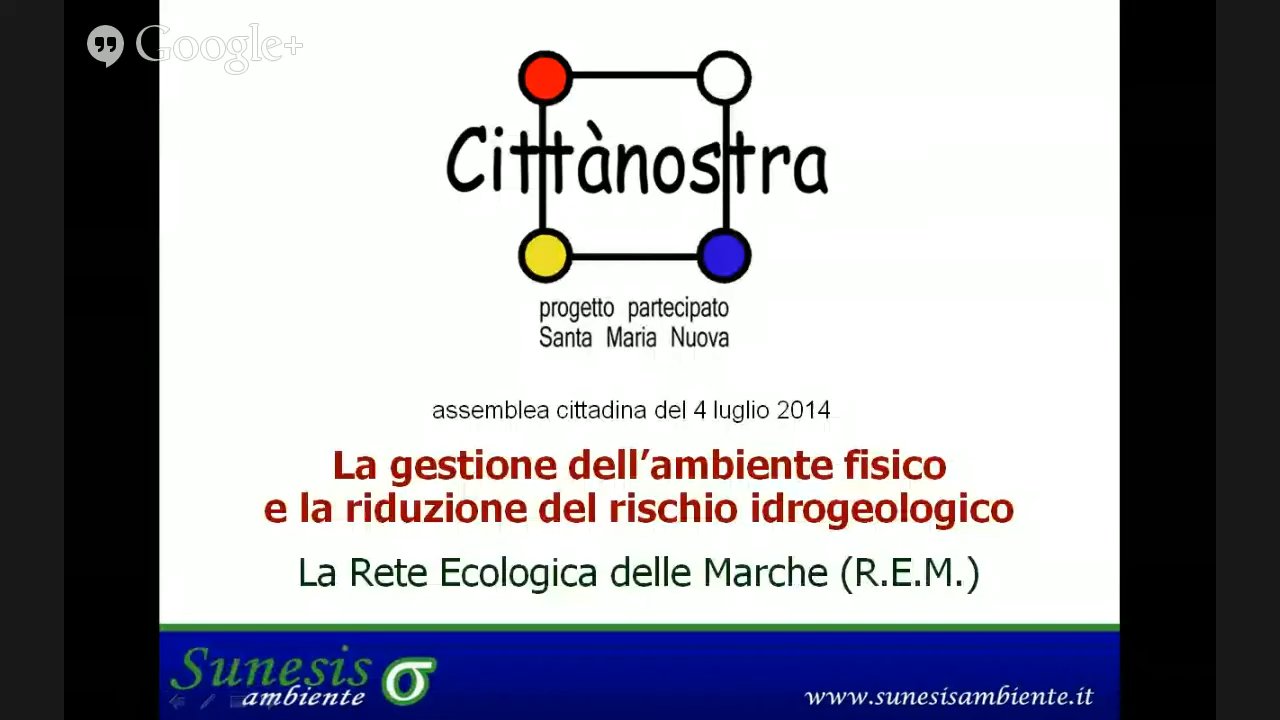 Google+
Cittànostra
progetto partecipato
Santa Maria Nuova
assemblea cittadina del 4 luglio 2014
La gestione dell'ambiente fisico
e la riduzione del rischio idrogeologico
La Rete Ecologica delle Marche (R.E.M.)
Sunesis
ambiente
www.sunesisambiente.it